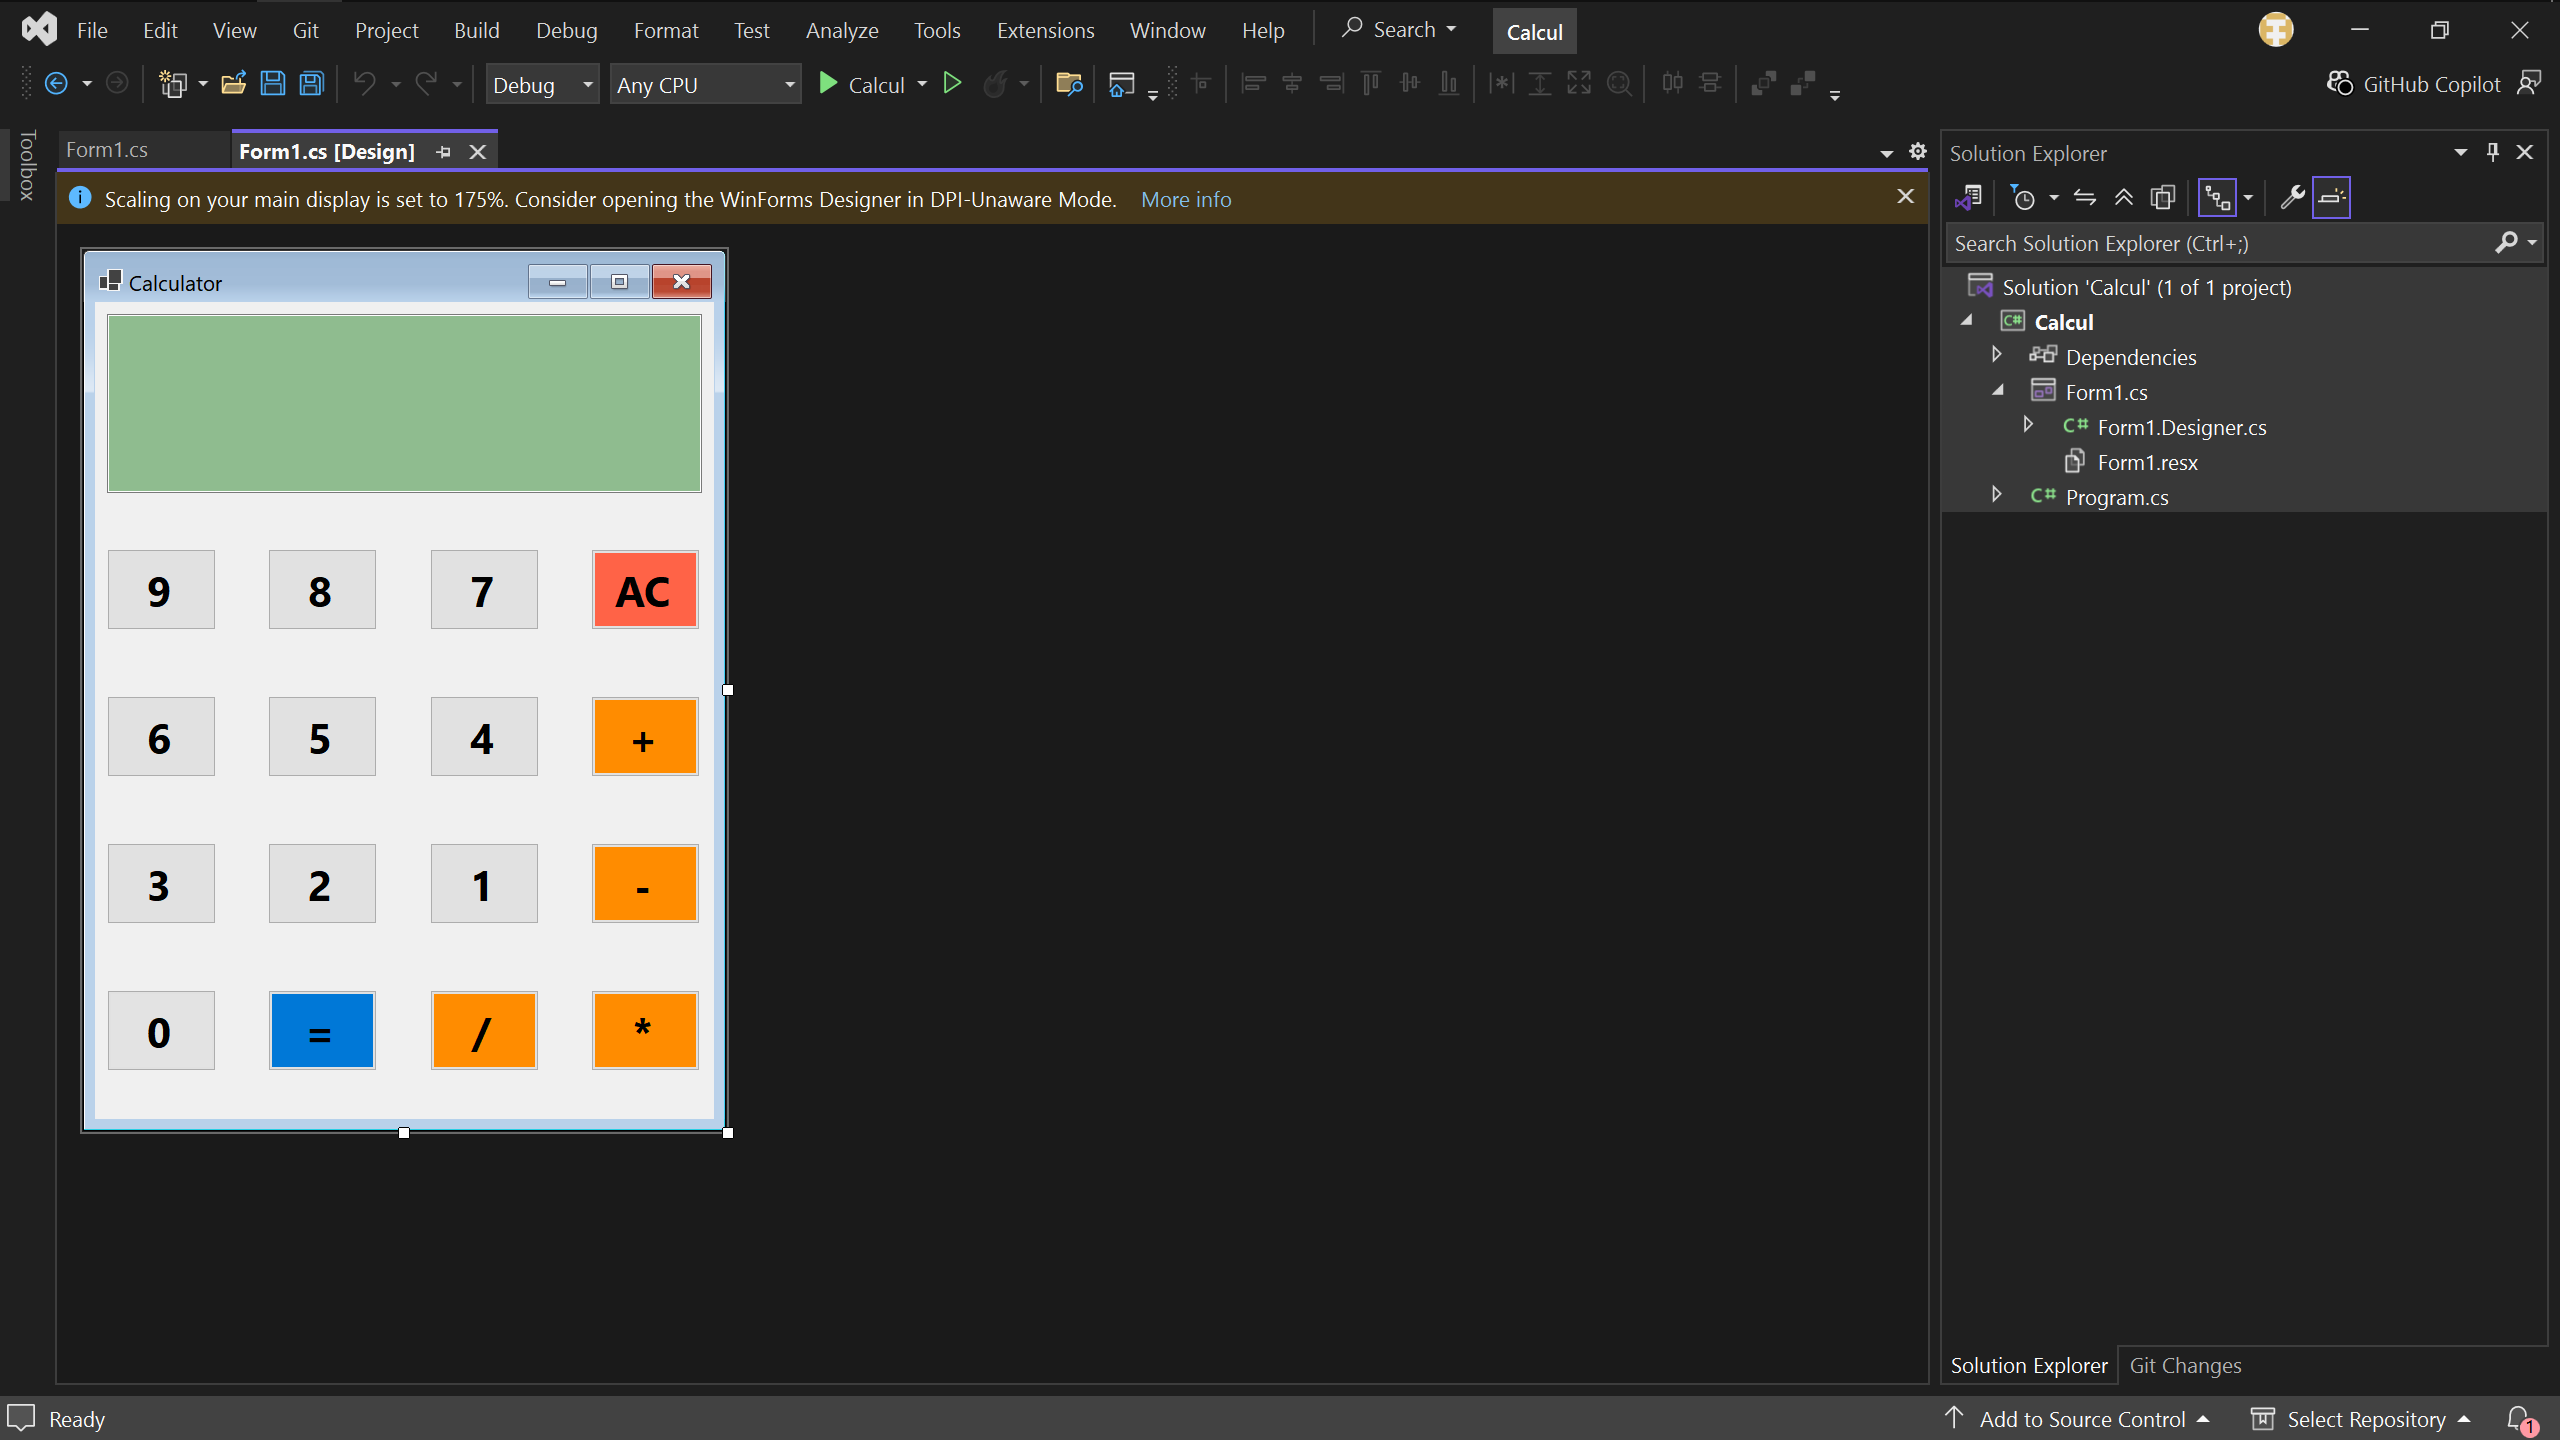 File Edit View Git Project Build Debug Format Test Analyze Tools Extensions Window Help Search Calcul
Debug Any CPU Calcul GitHub Copilot
Toolbox
Form1.cs Form1.cs [Design]
Scaling on your main display is set to 175%. Consider opening the WinForms Designer in DPI-Unaware Mode. More info
Calculator
9 8 7 AC
6 5 4 +
3 2 1 -
0 = / *
Solution Explorer
Search Solution Explorer (Ctrl+;)
Solution 'Calcul' (1 of 1 project)
C# Calcul
Dependencies
Form1.cs
C# Form1.Designer.cs
Form1.resx
C# Program.cs
Solution Explorer Git Changes
Ready Add to Source Control Select Repository 1